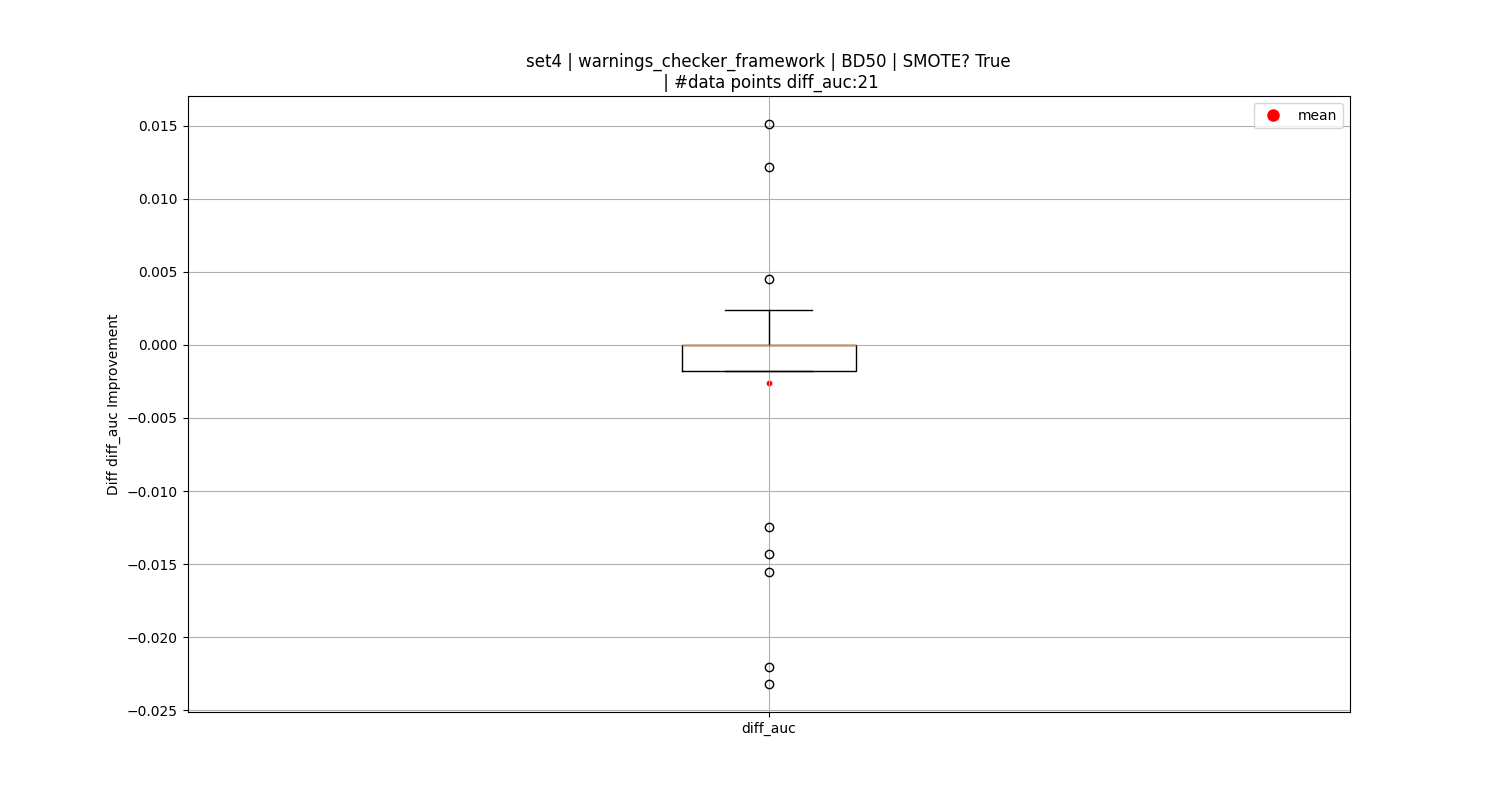 set4 | warnings_checker_framework | BD50 | SMOTE? True
| #data points diff_auc:21
mean
0.015
0.010
0.005
0.000
−0.005
−0.010
−0.015
−0.020
−0.025
Diff diff_auc Improvement
diff_auc